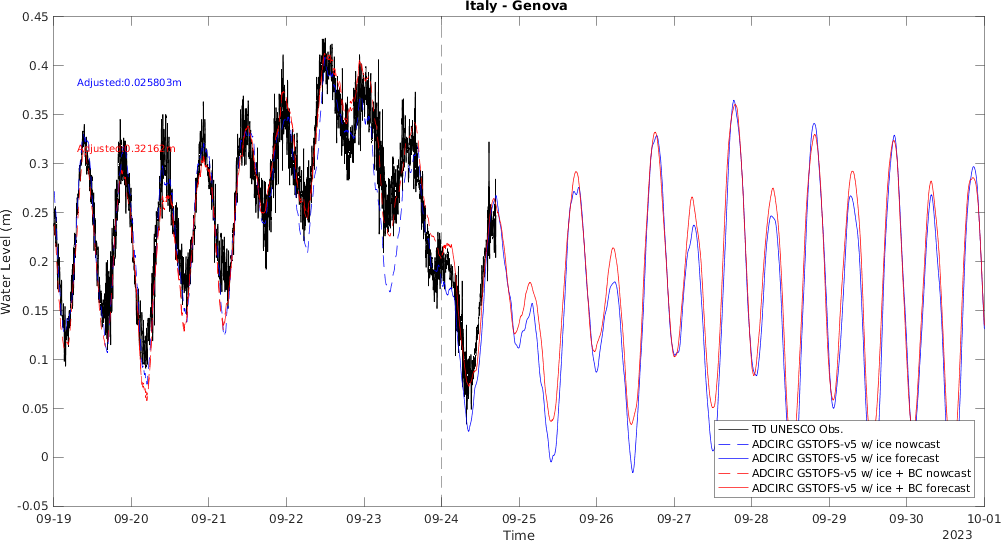 Italy - Genova
0.45
0.4
0.35
0.3
0.25
0.2
0.15
0.1
0.05
0
-0.05
Water Level (m)
Adjusted:0.025803m
TD UNESCO Obs.
ADCIRC GSTOFS-v5 w/ ice nowcast
ADCIRC GSTOFS-v5 w/ ice forecast
ADCIRC GSTOFS-v5 w/ ice + BC nowcast
ADCIRC GSTOFS-v5 w/ ice + BC forecast
09-19 09-20 09-21 09-22 09-23 09-24 09-25 09-26 09-27 09-28 09-29 09-30 10-01
Time
2023